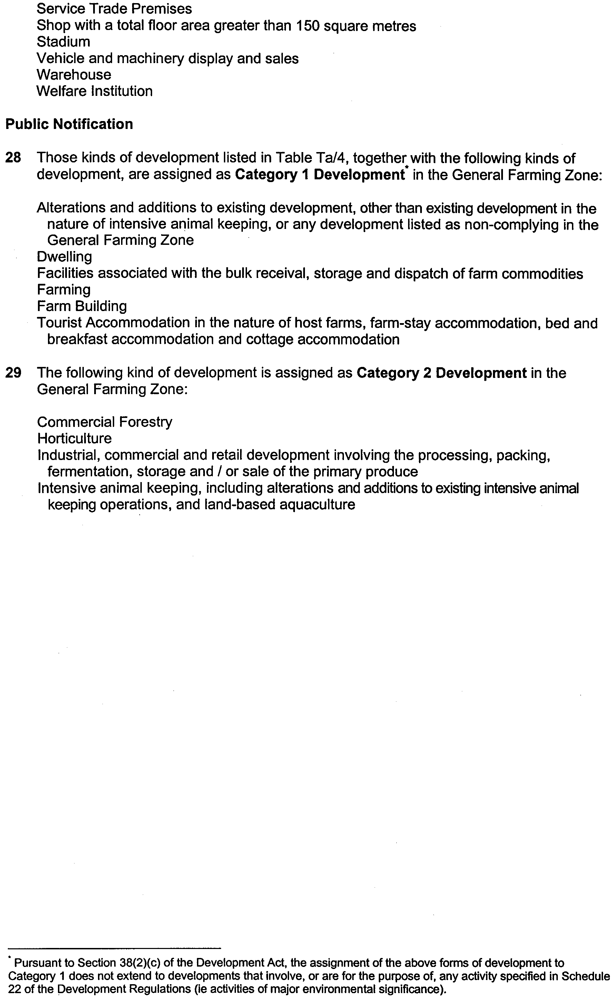 Service Trade Premises
Shop with a total floor area greater than 150 square metres
Stadium
Vehicle and machinery display and sales
Warehouse
Welfare Institution
Public Notification
28 Those kinds of development listed in Table Ta/4, together with the following kinds of
development, are assigned as Category 1 Development* in the General Farming Zone:
Alterations and additions to existing development, other than existing development in the
nature of intensive animal keeping, or any development listed as non-complying in the
General Farming Zone
Dwelling
Facilities associated with the bulk receival, storage and dispatch of farm commodities
Farming
Farm Building
Tourist Accommodation in the nature of host farms, farm-stay accommodation, bed and
breakfast accommodation and cottage accommodation
29 The following kind of development is assigned as Category 2 Development in the
General Farming Zone:
Commercial Forestry
Horticulture
Industrial, commercial and retail development involving the processing, packing,
fermentation, storage and / or sale of the primary produce
Intensive animal keeping, including alterations and additions to existing intensive animal
keeping operations, and land-based aquaculture
* Pursuant to Section 38(2)(c) of the Development Act, the assignment of the above forms of development to
Category 1 does not extend to developments that involve, or are for the purpose of, any activity specified in Schedule
22 of the Development Regulations (ie activities of major environmental significance).